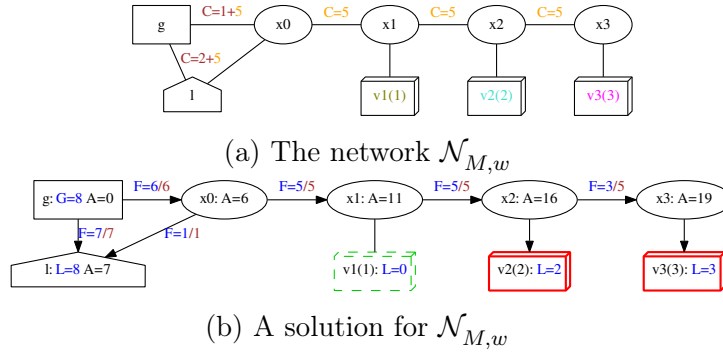 C=1+5 C=5 C=5 C=5
g x0 x1 x2 x3
C=2+5
l v1(1) v2(2) v3(3)
(a) The network 𝒩_{M,w}
F=6/6 F=5/5 F=5/5 F=3/5
g: G=8 A=0 x0: A=6 x1: A=11 x2: A=16 x3: A=19
F=7/7 F=1/1
l: L=8 A=7 v1(1): L=0 v2(2): L=2 v3(3): L=3
(b) A solution for 𝒩_{M,w}